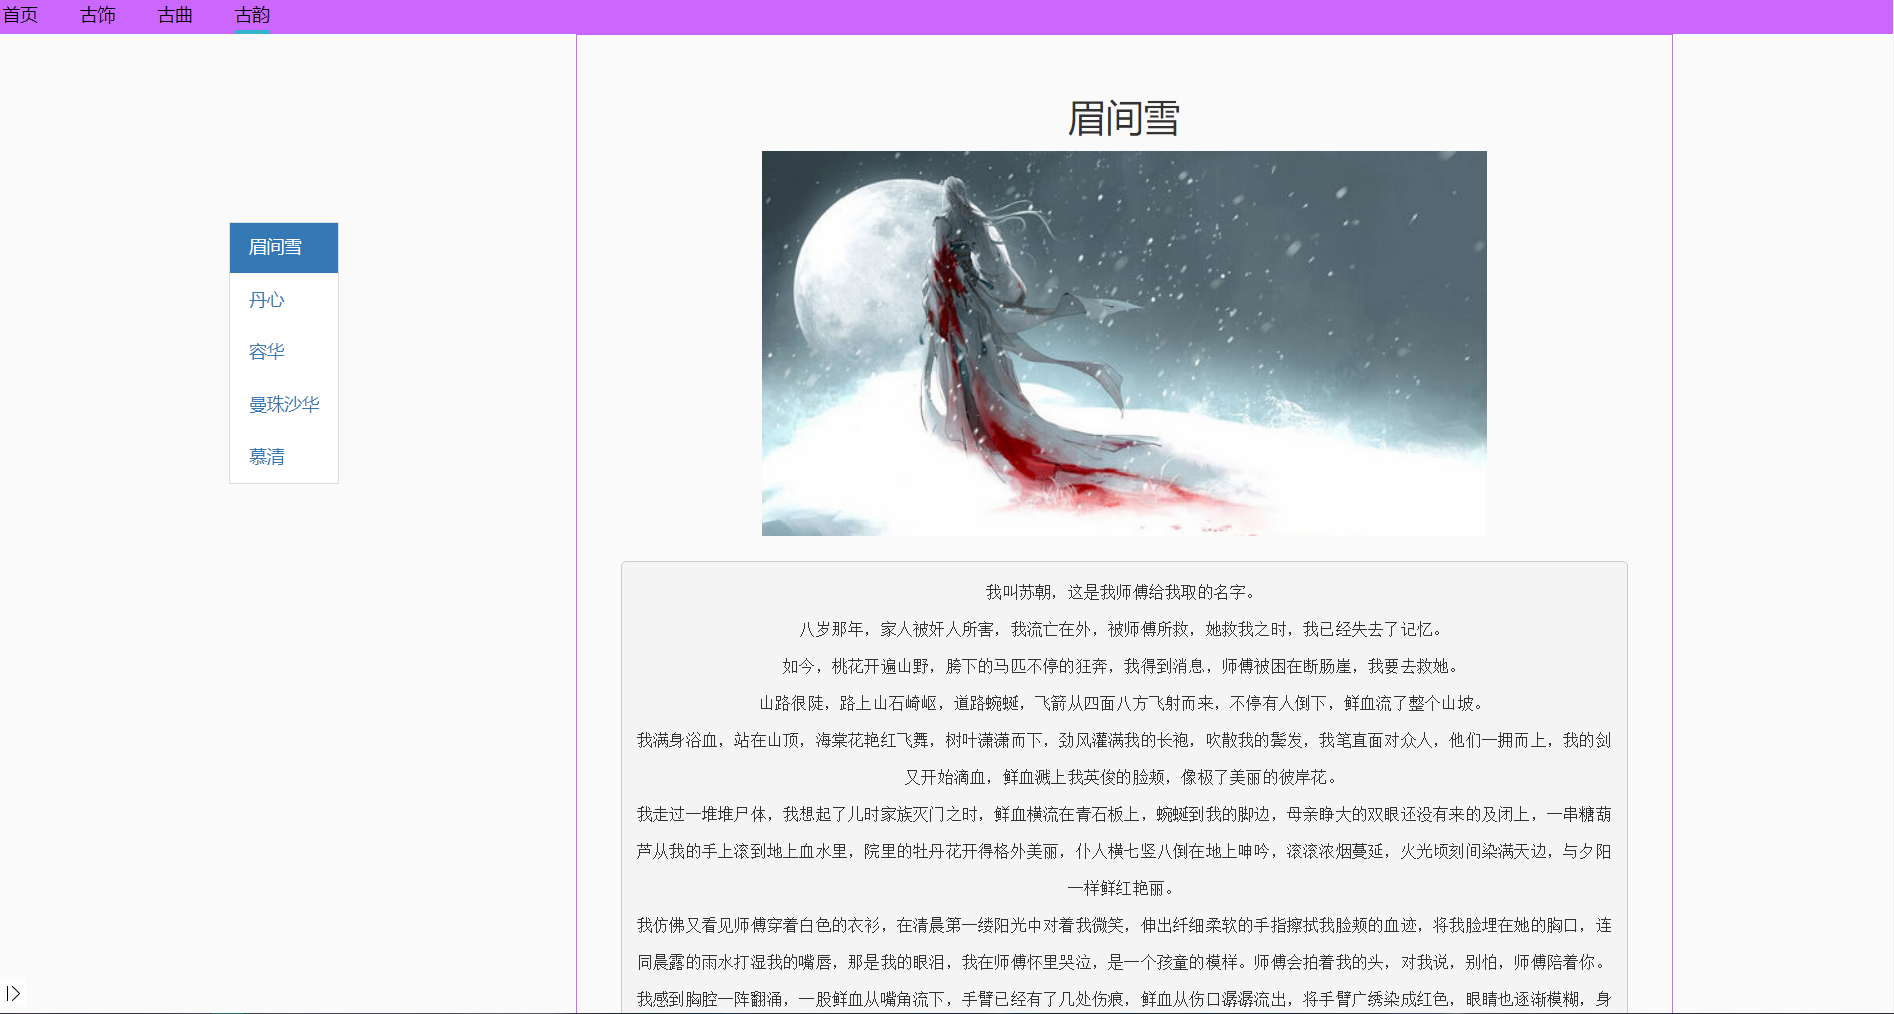 首页 古饰 古曲 古韵
眉间雪
眉间雪
丹心
容华
曼珠沙华
慕清
我叫苏朝，这是我师傅给我取的名字。
八岁那年，家人被奸人所害，我流亡在外，被师傅所救，她救我之时，我已经失去了记忆。
如今，桃花开遍山野，胯下的马匹不停的狂奔，我得到消息，师傅被困在断肠崖，我要去救她。
山路很陡，路上山石崎岖，道路蜿蜒，飞箭从四面八方飞射而来，不停有人倒下，鲜血流了整个山坡。
我满身浴血，站在山顶，海棠花艳红飞舞，树叶潇潇而下，劲风灌满我的长袍，吹散我的鬓发，我笔直面对众人，他们一拥而上，我的剑
又开始滴血，鲜血溅上我英俊的脸颊，像极了美丽的彼岸花。
我走过一堆堆尸体，我想起了儿时家族灭门之时，鲜血横流在青石板上，蜿蜒到我的脚边，母亲睁大的双眼还没有来的及闭上，一串糖葫
芦从我的手上滚到地上血水里，院里的牡丹花开得格外美丽，仆人横七竖八倒在地上呻吟，滚滚浓烟蔓延，火光顷刻间染满天边，与夕阳
一样鲜红艳丽。
我仿佛又看见师傅穿着白色的衣衫，在清晨第一缕阳光中对着我微笑，伸出纤细柔软的手指擦拭我脸颊的血迹，将我脸埋在她的胸口，连
同晨露的雨水打湿我的嘴唇，那是我的眼泪，我在师傅怀里哭泣，是一个孩童的模样。师傅会拍着我的头，对我说，别怕，师傅陪着你。
我感到胸腔一阵翻涌，一股鲜血从嘴角流下，手臂已经有了几处伤痕，鲜血从伤口潺潺流出，将手臂广绣染成红色，眼睛也逐渐模糊，身